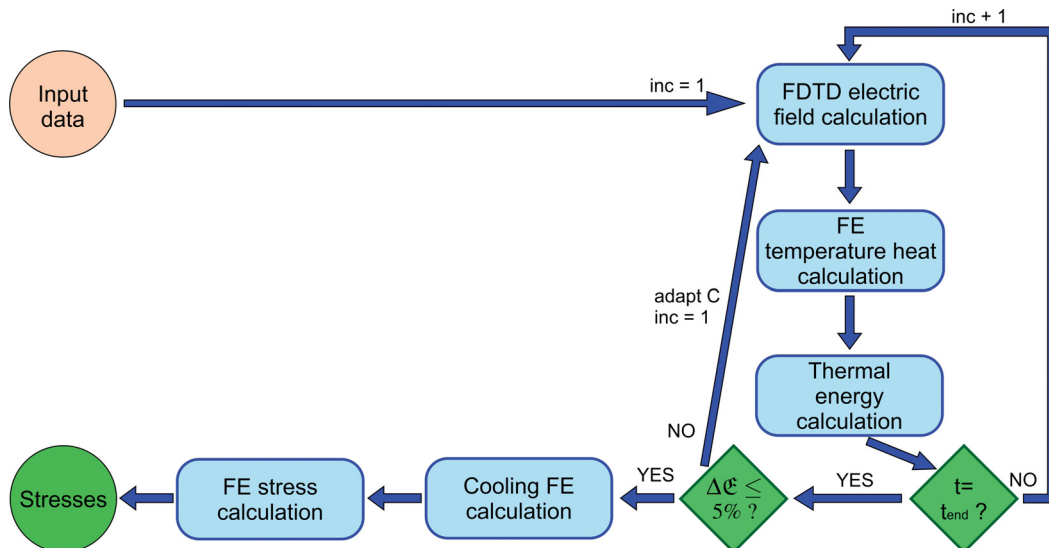 inc + 1
Input
data
inc = 1
FDTD electric
field calculation
FE
temperature heat
calculation
adapt C
inc = 1
Thermal
energy
calculation
NO
Stresses
FE stress
calculation
Cooling FE
calculation
YES
Δ𝕰 ≤
5% ?
YES
t=
tend ?
NO